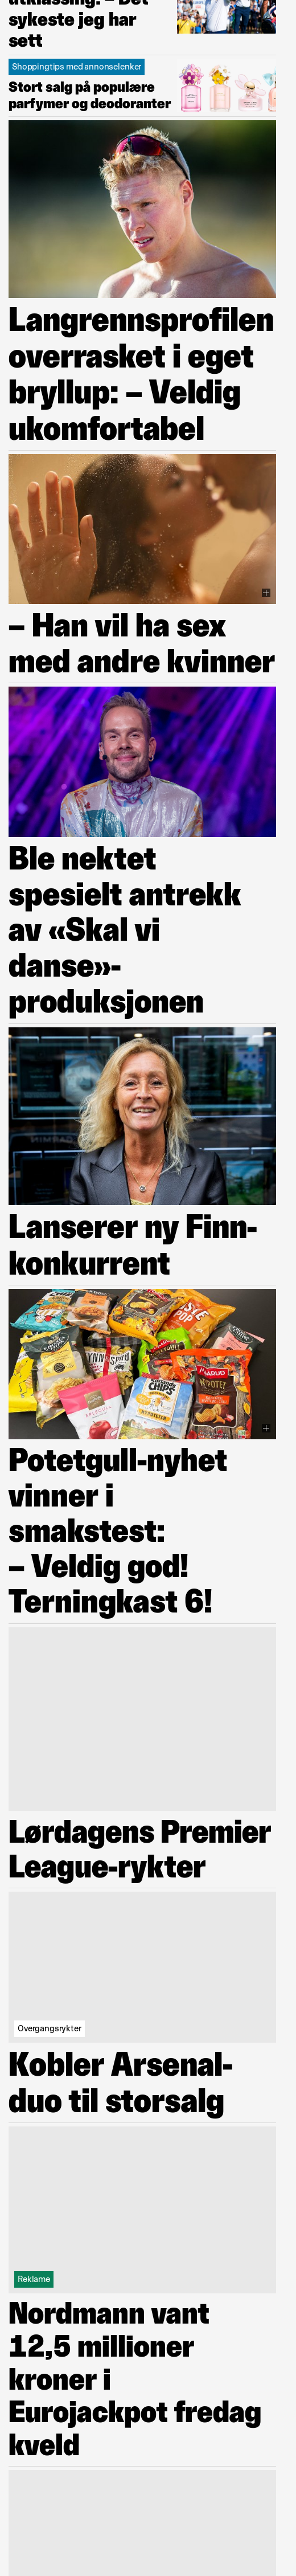 sykeste jeg har
sett
Shoppingtips med annonselenker
Stort salg på populære
parfymer og deodoranter
Langrennsprofilen
overrasket i eget
bryllup: – Veldig
ukomfortabel
– Han vil ha sex
med andre kvinner
Ble nektet
spesielt antrekk
av «Skal vi
danse»-
produksjonen
Lanserer ny Finn-
konkurrent
Potetgull-nyhet
vinner i
smakstest:
– Veldig god!
Terningkast 6!
Lørdagens Premier
League-rykter
Overgangsrykter
Kobler Arsenal-
duo til storsalg
Reklame
Nordmann vant
12,5 millioner
kroner i
Eurojackpot fredag
kveld